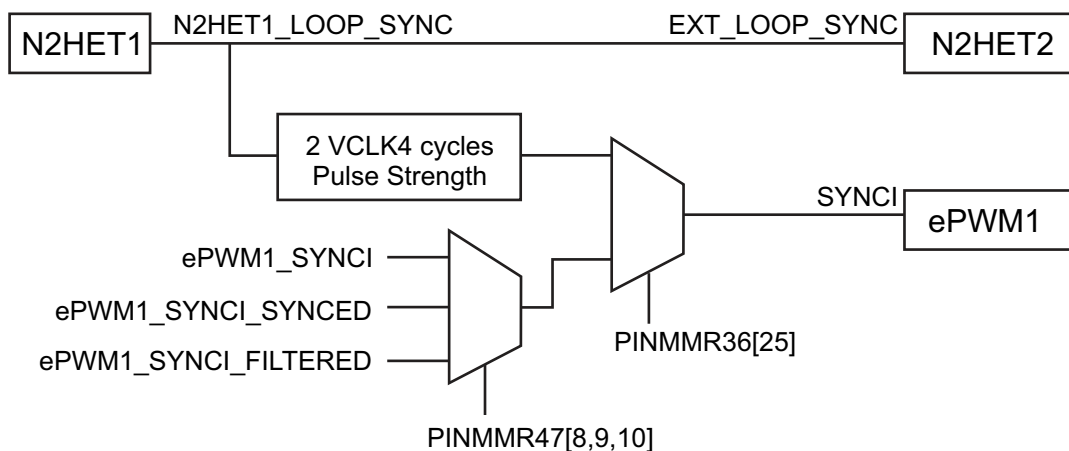 N2HET1
N2HET1_LOOP_SYNC
EXT_LOOP_SYNC
N2HET2
2 VCLK4 cycles
Pulse Strength
SYNCI
ePWM1
ePWM1_SYNCI
ePWM1_SYNCI_SYNCED
ePWM1_SYNCI_FILTERED
PINMMR36[25]
PINMMR47[8,9,10]